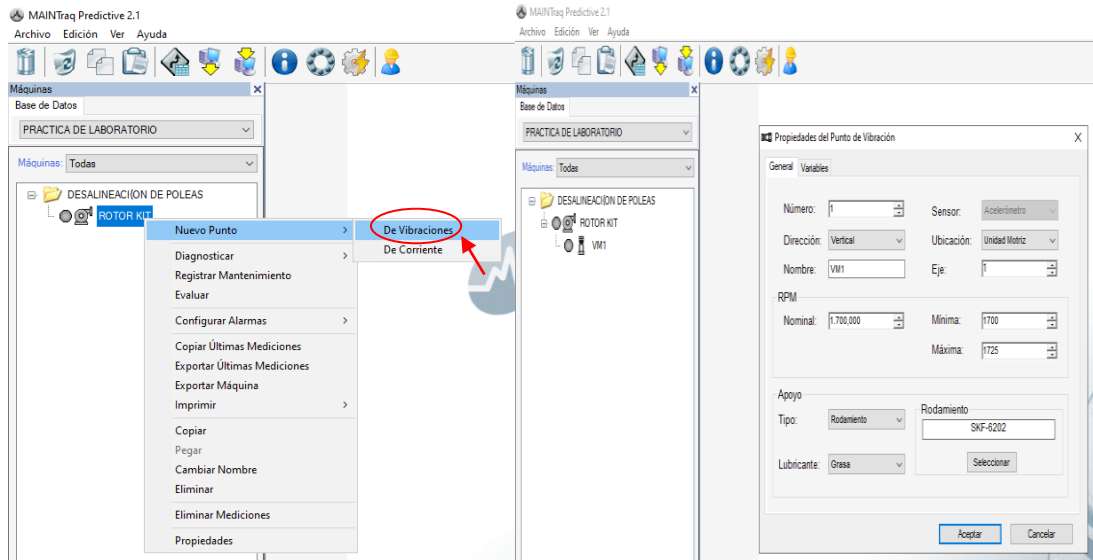 MAINTraq Predictive 2.1
Archivo Edición Ver Ayuda
Máquinas
Base de Datos
PRACTICA DE LABORATORIO
Máquinas: Todas
DESALINEACI{ON DE POLEAS
ROTOR KIT
Nuevo Punto
Diagnosticar
Registrar Mantenimiento
Evaluar
Configurar Alarmas
Copiar Últimas Mediciones
Exportar Últimas Mediciones
Exportar Máquina
Imprimir
Copiar
Pegar
Cambiar Nombre
Eliminar
Eliminar Mediciones
Propiedades
De Vibraciones
De Corriente
MAINTraq Predictive 2.1
Archivo Edición Ver Ayuda
Máquinas
Base de Datos
PRACTICA DE LABORATORIO
Máquinas: Todas
DESALINEACI{ON DE POLEAS
ROTOR KIT
VM1
Propiedades del Punto de Vibración
General Variables
Número: 1 Sensor: Acelerómetro
Dirección: Vertical Ubicación: Unidad Motriz
Nombre: VM1 Eje: 1
RPM
Nominal: 1.700,000 Mínima: 1700
Máxima: 1725
Apoyo
Tipo: Rodamiento
Rodamiento
SKF-6202
Lubricante: Grasa
Seleccionar
Aceptar Cancelar